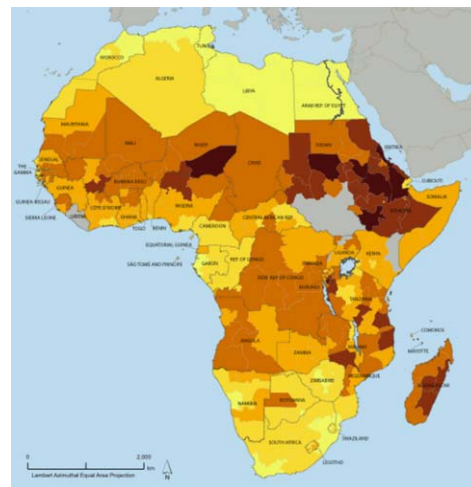 TUNISIA
MOROCCO
ALGERIA
LIBYA
ARAB REP. OF EGYPT
MAURITANIA
MALI
NIGER
CHAD
SUDAN
ERITREA
THE
GAMBIA
SENEGAL
DJIBOUTI
BURKINA FASO
GUINEA
GUINEA-BISSAU
SIERRA LEONE
LIBERIA
CÔTE D'IVOIRE
GHANA
TOGO
BENIN
NIGERIA
CENTRAL AFRICAN REP.
ETHIOPIA
SOMALIA
CAMEROON
EQUATORIAL GUINEA
SÃO TOMÉ AND PRÍNCIPE
GABON
REP. OF CONGO
DEM. REP. OF CONGO
UGANDA
KENYA
RWANDA
BURUNDI
TANZANIA
COMOROS
MAYOTTE
ANGOLA
ZAMBIA
MALAWI
MOZAMBIQUE
ZIMBABWE
MADAGASCAR
NAMIBIA
BOTSWANA
SWAZILAND
SOUTH AFRICA
LESOTHO
0 2,000
km
N
Lambert Azimuthal Equal Area Projection